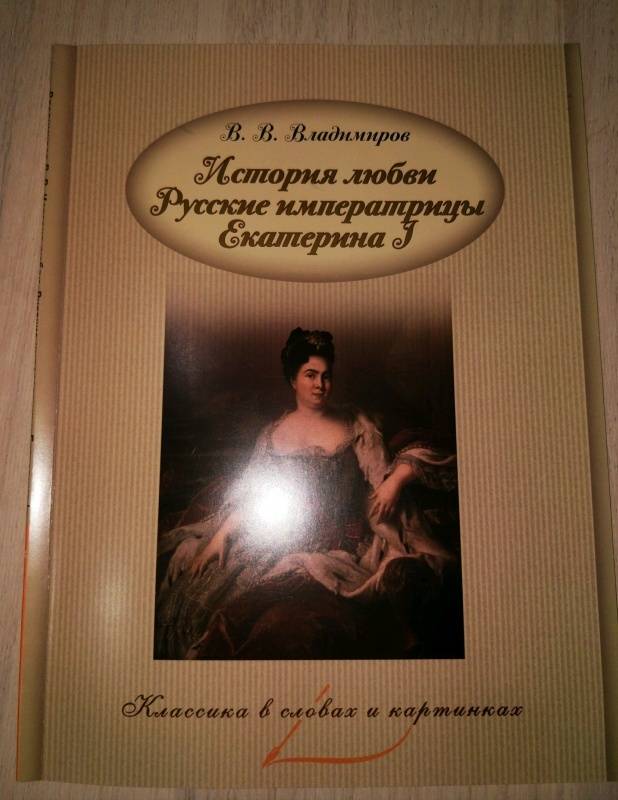 В. В. Владимиров
История любви
Русские императрицы
Екатерина I
Классика в словах и картинках